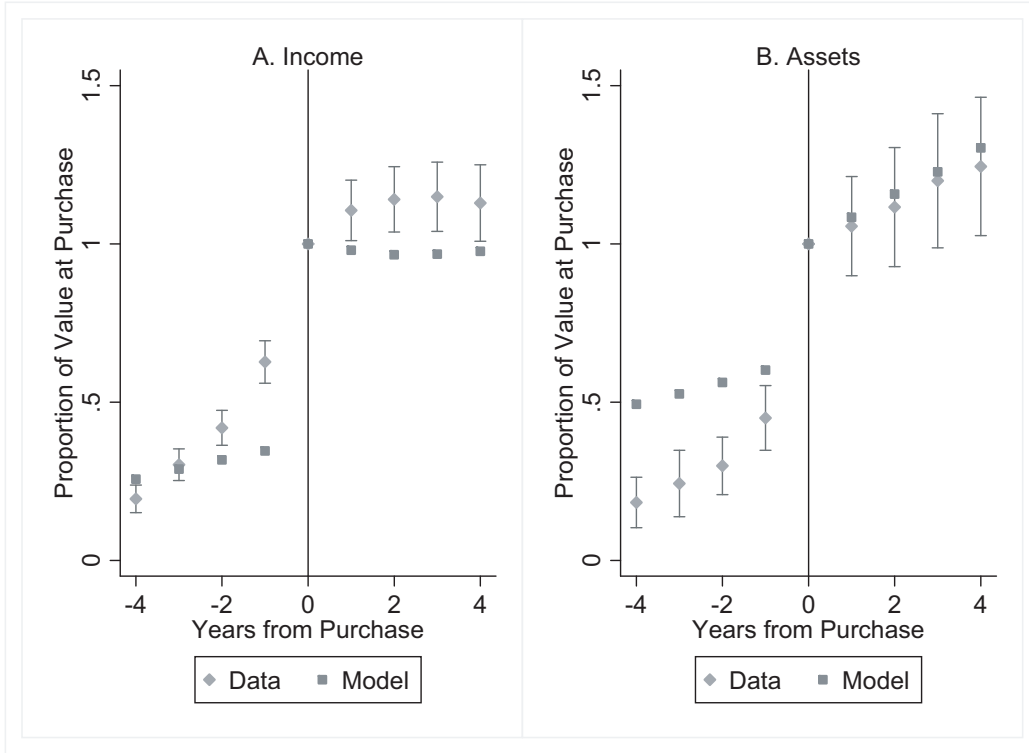 A. Income
Proportion of Value at Purchase
1.5
1
.5
0
-4 -2 0 2 4
Years from Purchase
Data Model
B. Assets
Proportion of Value at Purchase
1.5
1
.5
0
-4 -2 0 2 4
Years from Purchase
Data Model